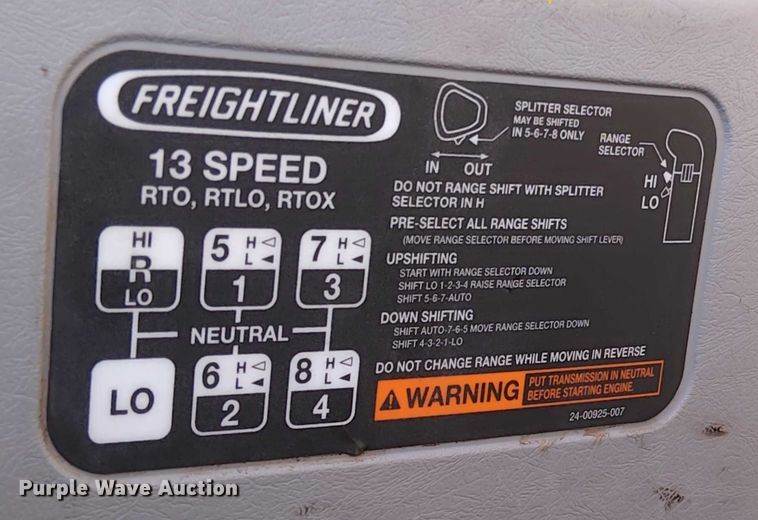 FREIGHTLINER
13 SPEED
RTO, RTLO, RTOX
HI
R
LO
5 H
L
1
7 H
L
3
NEUTRAL
LO
6 H
L
2
8 H
L
4
SPLITTER SELECTOR
MAY BE SHIFTED
IN 5-6-7-8 ONLY
IN OUT
RANGE
SELECTOR
HI
LO
DO NOT RANGE SHIFT WITH SPLITTER
SELECTOR IN H
PRE-SELECT ALL RANGE SHIFTS
(MOVE RANGE SELECTOR BEFORE MOVING SHIFT LEVER)
UPSHIFTING
START WITH RANGE SELECTOR DOWN
SHIFT LO 1-2-3-4 RAISE RANGE SELECTOR
SHIFT 5-6-7-AUTO
DOWN SHIFTING
SHIFT AUTO-7-6-5 MOVE RANGE SELECTOR DOWN
SHIFT 4-3-2-1-LO
DO NOT CHANGE RANGE WHILE MOVING IN REVERSE
WARNING
PUT TRANSMISSION IN NEUTRAL
BEFORE STARTING ENGINE
24-00925-007
Purple Wave Auction